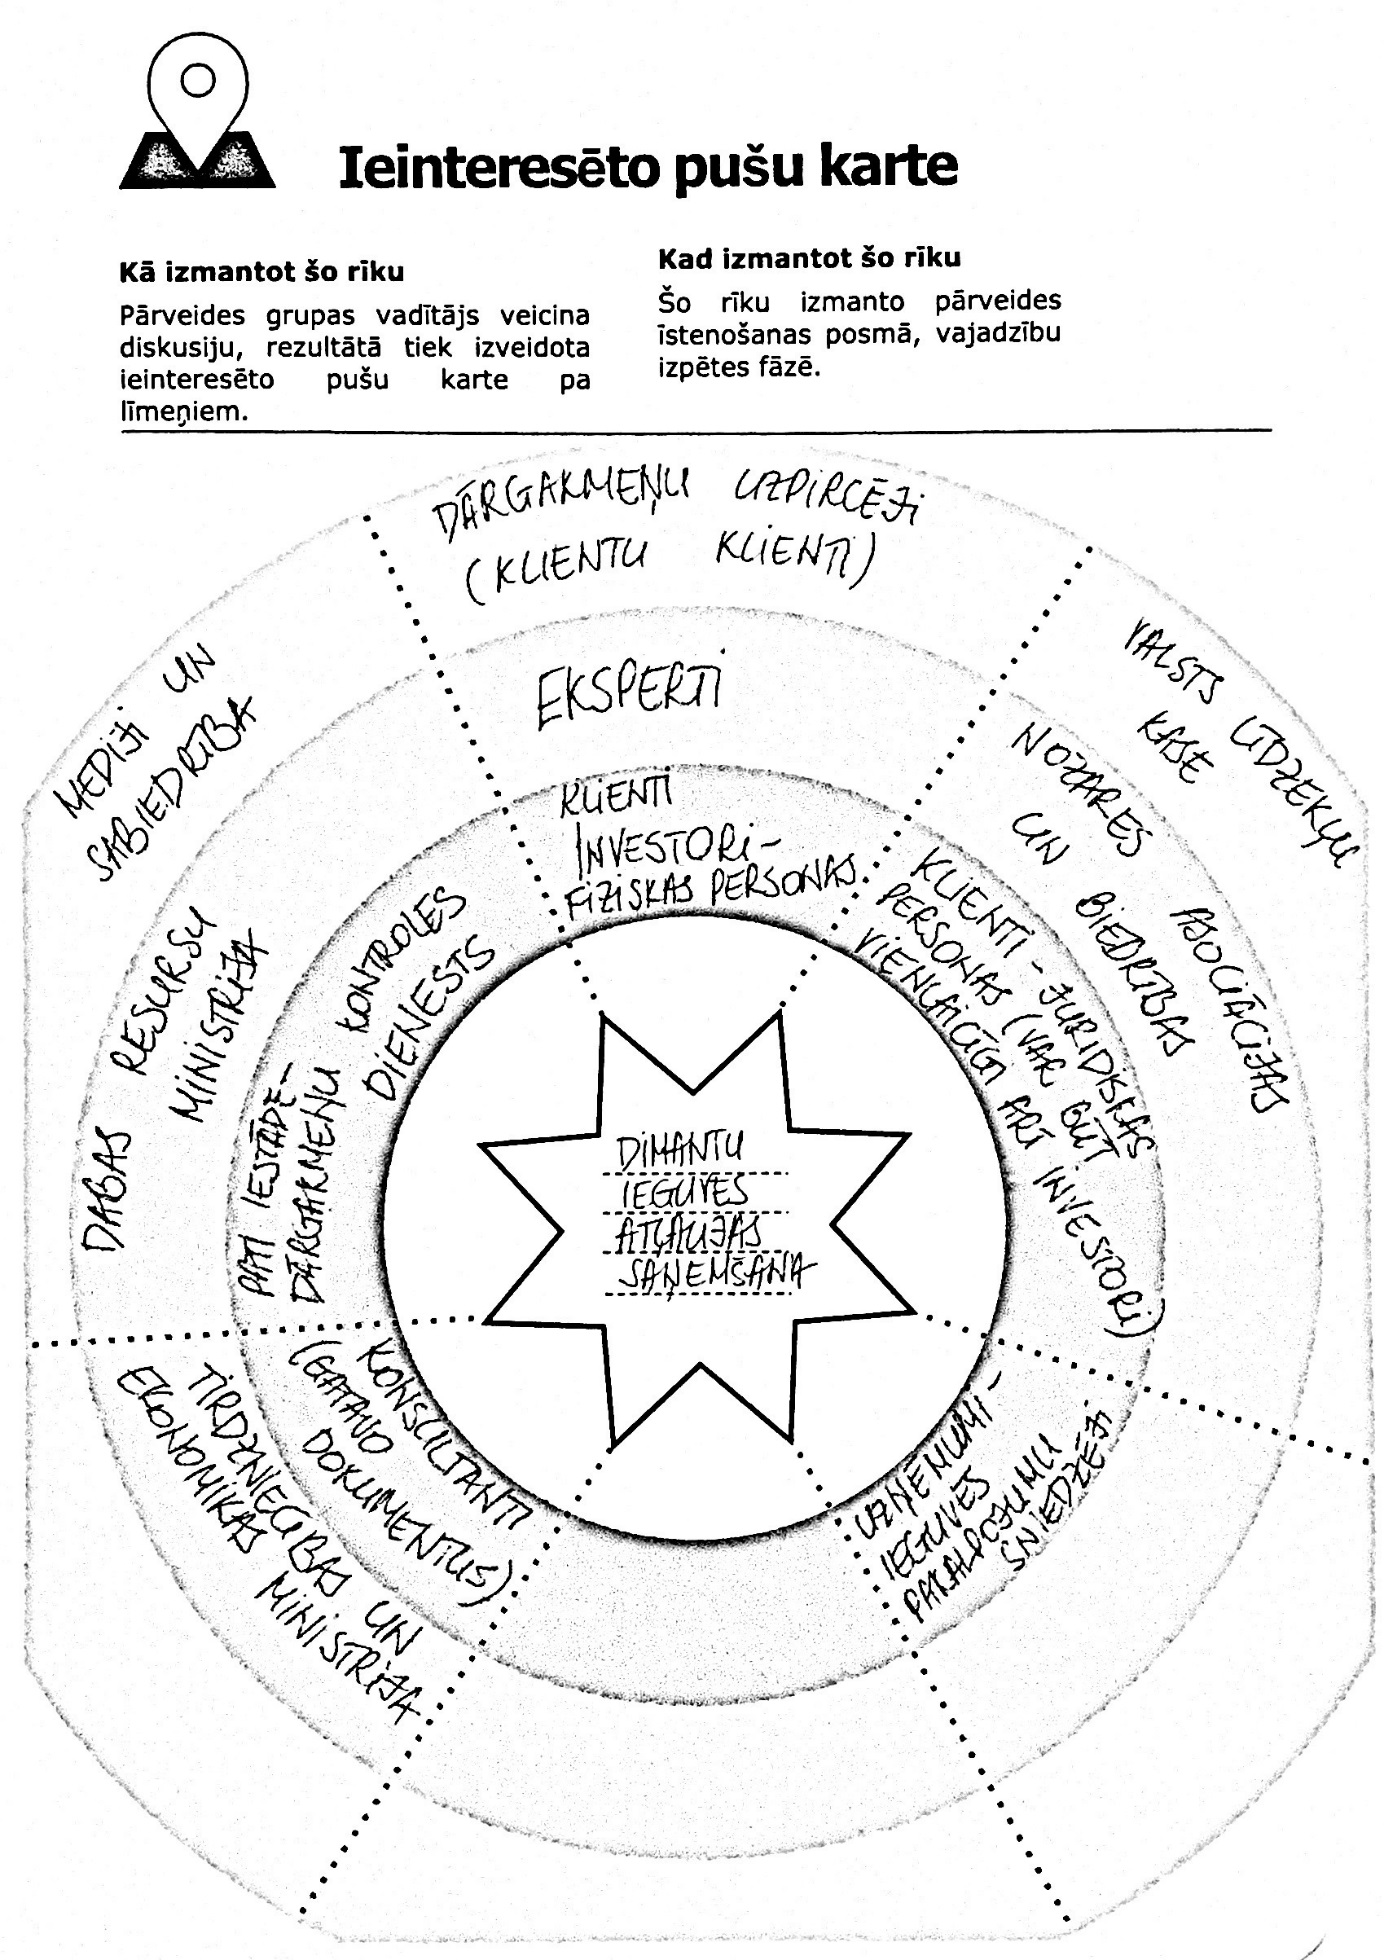 Ieinteresēto pušu karte
Kā izmantot šo rīku
Pārveides grupas vadītājs veicina
diskusiju, rezultātā tiek izveidota
ieinteresēto pušu karte pa
līmeņiem.
Kad izmantot šo rīku
Šo rīku izmanto pārveides
īstenošanas posmā, vajadzību
izpētes fāzē.
DĀRGAKMEŅU UZPIRCĒJI
(KLIENTU KLIENTI)
EKSPERTI
KLIENTI
INVESTORI-
FIZISKAS PERSONAS
VALSTS LĪDZEKĻU
KASE
NOZARES ASOCIĀCIJAS
UN BIEDRĪBAS
KLIENTI - JURIDISKAS
PERSONAS (VAR BŪT
VIENLAICĪGI ARĪ INVESTORI)
UZŅĒMUMI -
IEGUVES
PAKALPOJUMU
SNIEDZĒJI
KONSULTANTI
(GATAVO
DOKUMENTUS)
TIRDZNIECĪBAS UN
EKONOMIKAS MINISTRIJA
MEDIJI UN
SABIEDRĪBA
DABAS RESURSU
MINISTRIJA
PATI IESTĀDE-
DĀRGARMEŅU KONTROLES
DIENESTS
DIMANTU
IEGUVES
ATĻAUJAS
SAŅEMŠANA